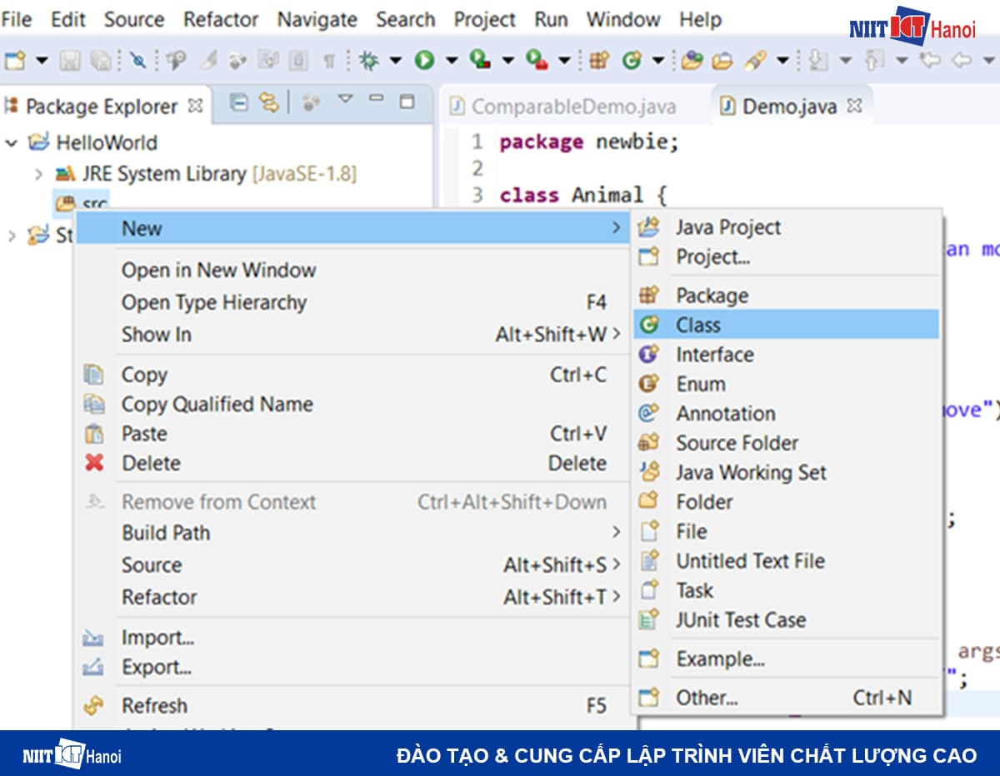 File Edit Source Refactor Navigate Search Project Run Window Help
NIIT ICT Hanoi
Package Explorer
ComparableDemo.java
Demo.java
HelloWorld
JRE System Library [JavaSE-1.8]
src
St
1 package newbie;
2
3 class Animal {
an mo
ove")
;
args
";
New
Open in New Window
Open Type Hierarchy F4
Show In Alt+Shift+W >
Copy Ctrl+C
Copy Qualified Name
Paste Ctrl+V
Delete Delete
Remove from Context Ctrl+Alt+Shift+Down
Build Path >
Source Alt+Shift+S >
Refactor Alt+Shift+T >
Import...
Export...
Refresh F5
Java Project
Project...
Package
Class
Interface
Enum
Annotation
Source Folder
Java Working Set
Folder
File
Untitled Text File
Task
JUnit Test Case
Example...
Other... Ctrl+N
NIIT ICT Hanoi
ĐÀO TẠO & CUNG CẤP LẬP TRÌNH VIÊN CHẤT LƯỢNG CAO